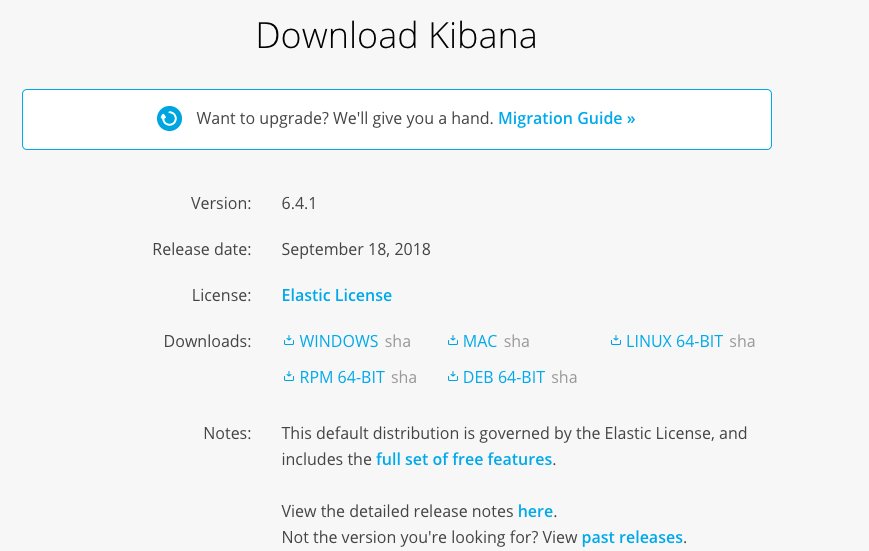 Download Kibana
Want to upgrade? We'll give you a hand. Migration Guide »
Version: 6.4.1
Release date: September 18, 2018
License: Elastic License
Downloads: WINDOWS sha MAC sha LINUX 64-BIT sha
RPM 64-BIT sha DEB 64-BIT sha
Notes: This default distribution is governed by the Elastic License, and
includes the full set of free features.
View the detailed release notes here.
Not the version you're looking for? View past releases.